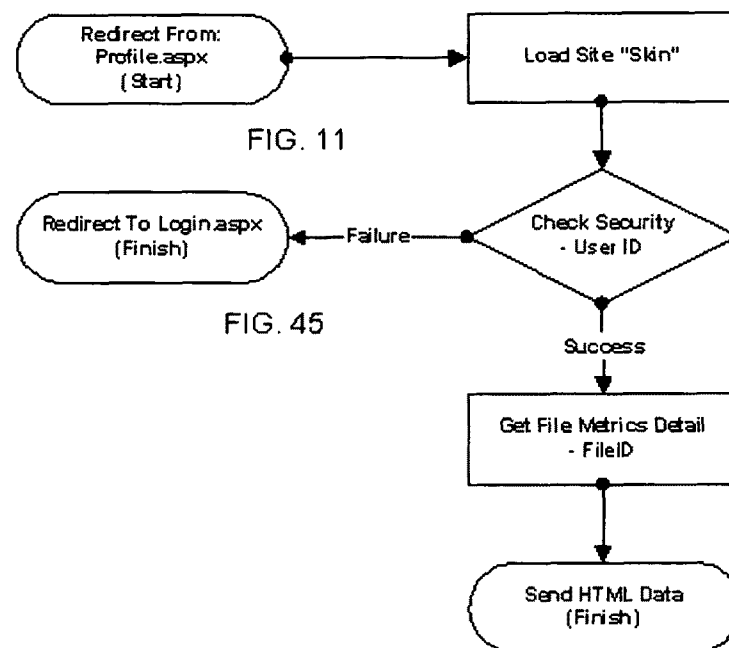 Redirect From:
Profile.aspx
(Start)
Load Site "Skin"
FIG. 11
Redirect To Login.aspx
(Finish)
Failure
Check Security
- User ID
FIG. 45
Success
Get File Metrics Detail
- FileID
Send HTML Data
(Finish)